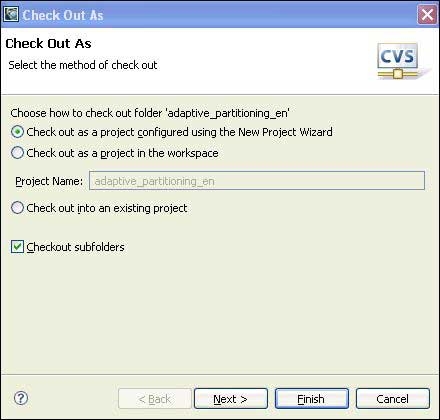 Check Out As
Check Out As
Select the method of check out
CVS
Choose how to check out folder 'adaptive_partitioning_en'
Check out as a project configured using the New Project Wizard
Check out as a project in the workspace
Project Name: adaptive_partitioning_en
Check out into an existing project
Checkout subfolders
? < Back Next > Finish Cancel